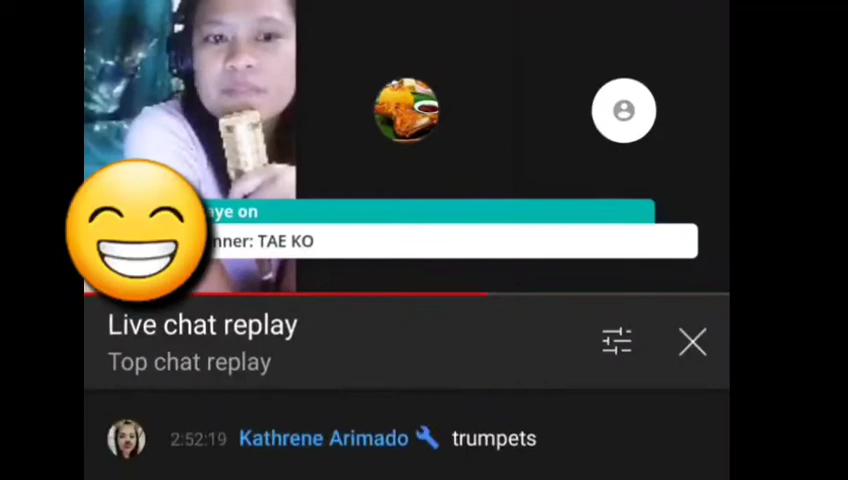 aye on
nner: TAE KO
Live chat replay
Top chat replay
2:52:19 Kathrene Arimado trumpets